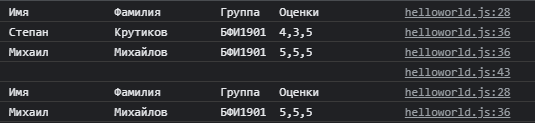 Имя Фамилия Группа Оценки helloworld.js:28
Степан Крутиков БФИ1901 4,3,5 helloworld.js:36
Михаил Михайлов БФИ1901 5,5,5 helloworld.js:36
helloworld.js:43
Имя Фамилия Группа Оценки helloworld.js:28
Михаил Михайлов БФИ1901 5,5,5 helloworld.js:36